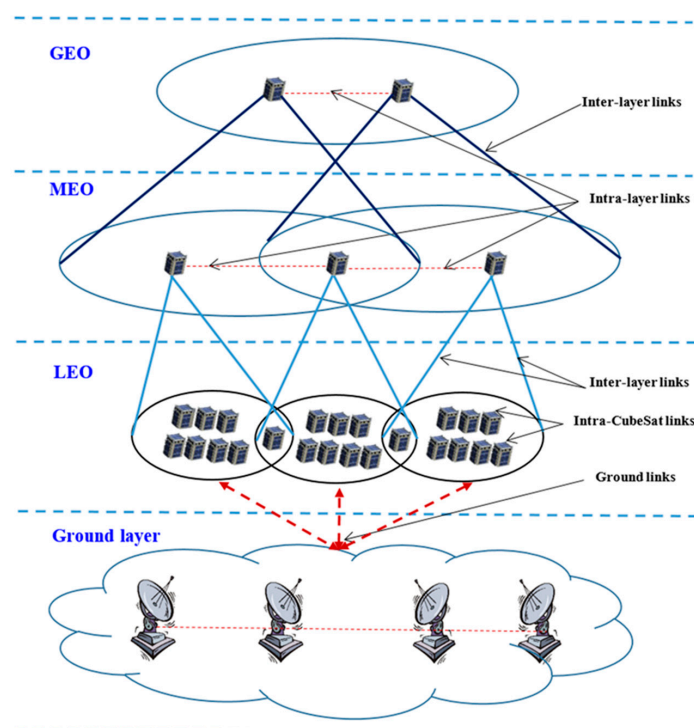 GEO
Inter-layer links
MEO
Intra-layer links
LEO
Inter-layer links
Intra-CubeSat links
Ground links
Ground layer